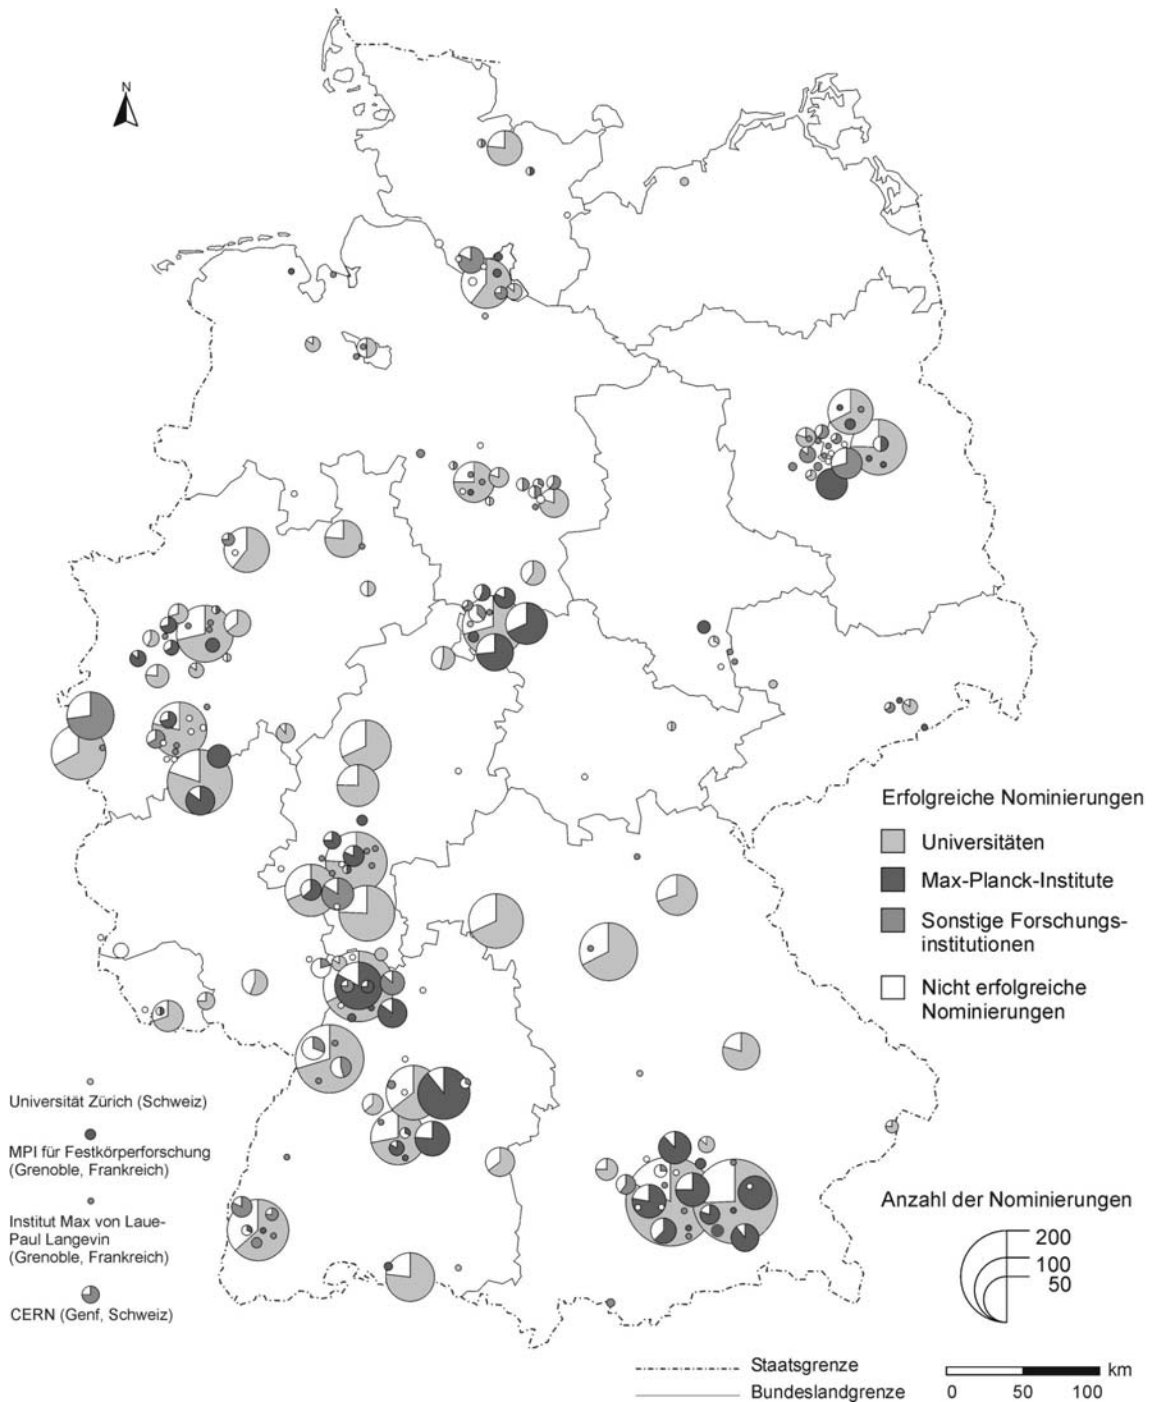 N
Erfolgreiche Nominierungen
Universitäten
Max-Planck-Institute
Sonstige Forschungs-
institutionen
Nicht erfolgreiche
Nominierungen
Universität Zürich (Schweiz)
MPI für Festkörperforschung
(Grenoble, Frankreich)
Institut Max von Laue-
Paul Langevin
(Grenoble, Frankreich)
CERN (Genf, Schweiz)
Anzahl der Nominierungen
200
100
50
Staatsgrenze
Bundeslandgrenze
km
0 50 100